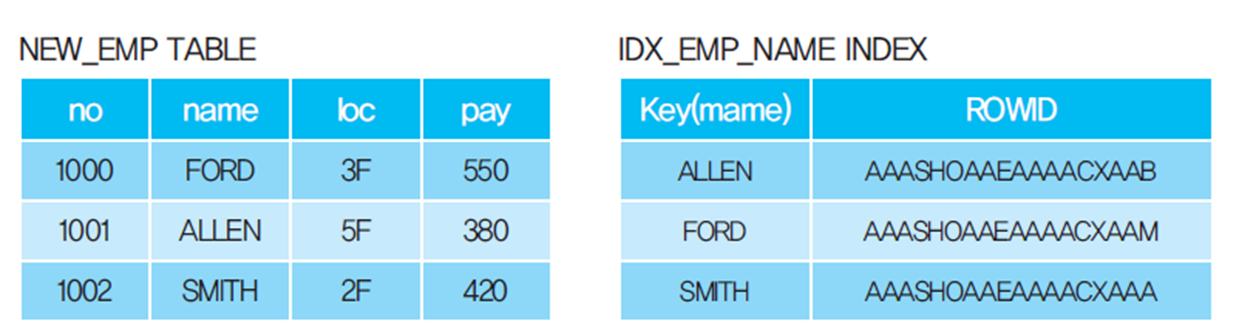 NEW_EMP TABLE
no name loc pay
1000 FORD 3F 550
1001 ALLEN 5F 380
1002 SMITH 2F 420
IDX_EMP_NAME INDEX
Key(mame) ROWID
ALLEN AAASHOAAEAAAACXAAB
FORD AAASHOAAEAAAACXAAM
SMITH AAASHOAAEAAAACXAAA